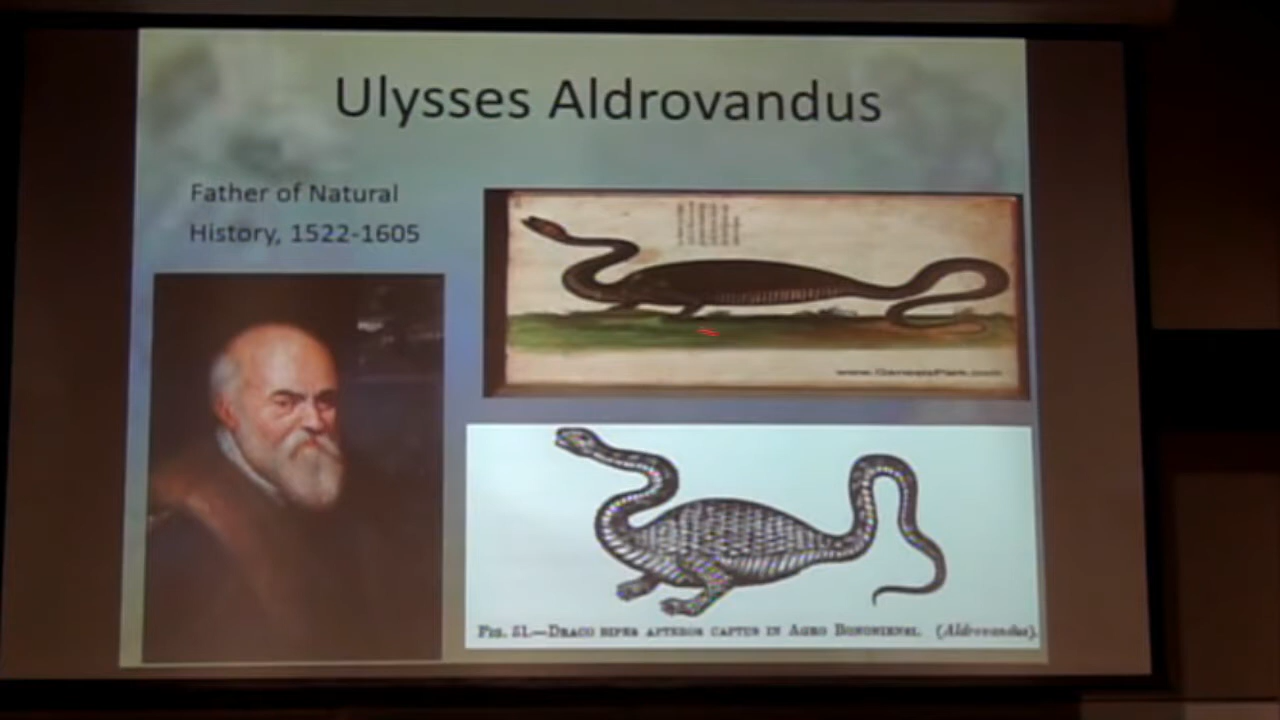 Ulysses Aldrovandus
Father of Natural
History, 1522-1605
www.GenesisPark.com
FIG. 51.—DRACO BIPES APTEROS CAPTUS IN AGRO BONONIENSI. (Aldrovandus).